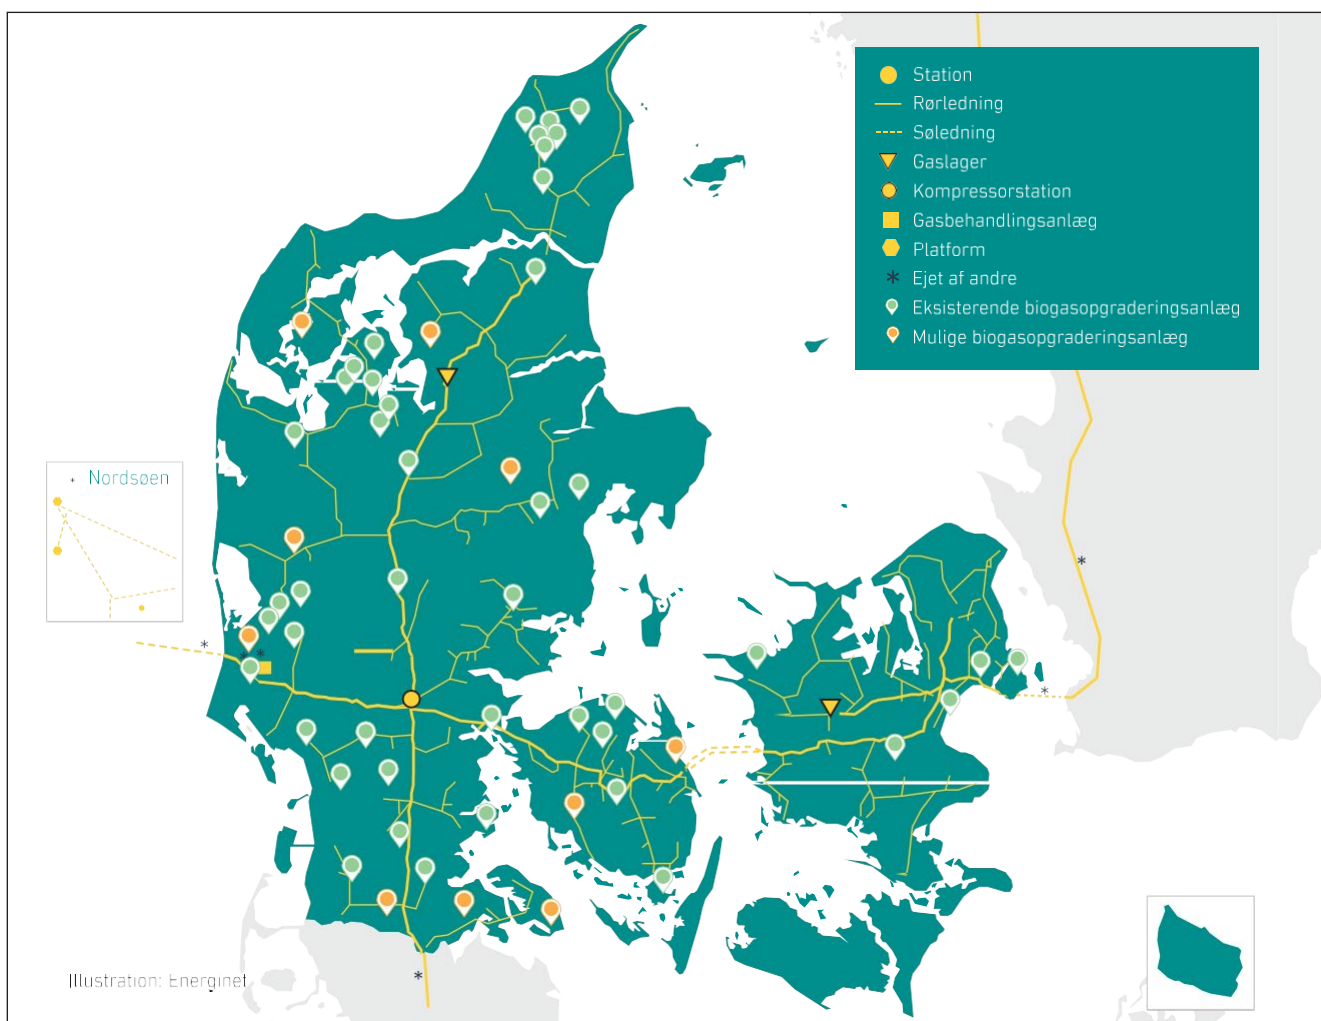 Station
Rørledning
Søledning
Gaslager
Kompressorstation
Gasbehandlingsanlæg
Platform
* Ejet af andre
Eksisterende biogasopgraderingsanlæg
Mulige biogasopgraderingsanlæg
Nordsøen
Illustration: Energinet